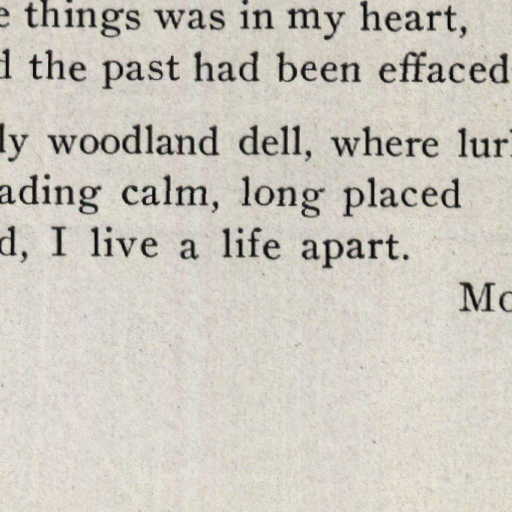 e things was in my heart,
d the past had been effaced
ly woodland dell, where lur
ading calm, long placed
d, I live a life apart.
Mo